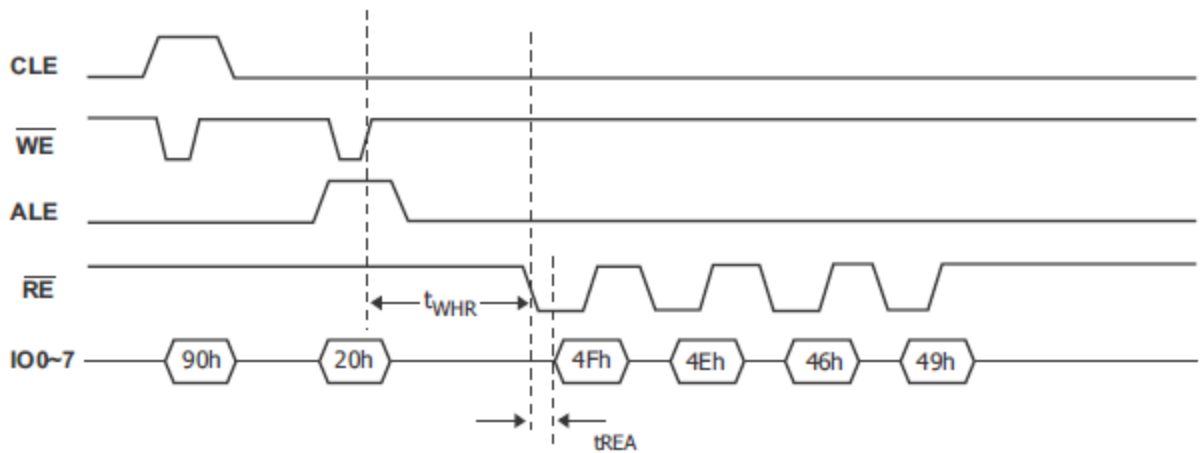 CLE
WE
ALE
RE
tWHR
IO0~7 90h 20h 4Fh 4Eh 46h 49h
tREA